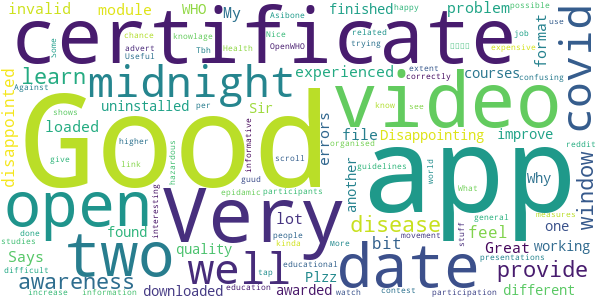 certificate
invalid
module
WHO
My
Asibone
finished
happy
problem
possible
Some
chance
knowlage
Nice
job
use
advert
Tbh
Health
OpenWHO
related
trying
expensive
Useful
midnight
format
covid
learn
experienced
courses
extent
confusing
correctly
disappointed
Against
uninstalled
per
Sir
loaded
errors
file
Disappointing
video
Good
app
know
see
improve
shows
higher
informative
organised
reddit
give
link
hazardous
scroll
another
guidelines
What
world
window
Why
open
Very
date
epidamic
participants
interesting
guud
disease
feel
one
done
found
lot
people
kinda
More
bit
Great
working
general
measures
studies
two
well
quality
Plzz
movement
stuff
provide
difficult
tap
educational
presentations
awareness
awarded
watch
contest
different
increase
information
downloaded
education
Says
participation